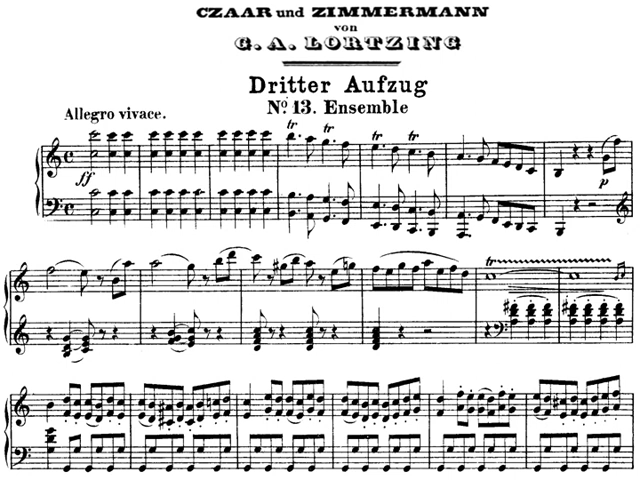 CZAAR und ZIMMERMANN
von
G. A. LORTZING
Dritter Aufzug
No. 13. Ensemble
Allegro vivace.
tr tr tr tr
ff
p
tr